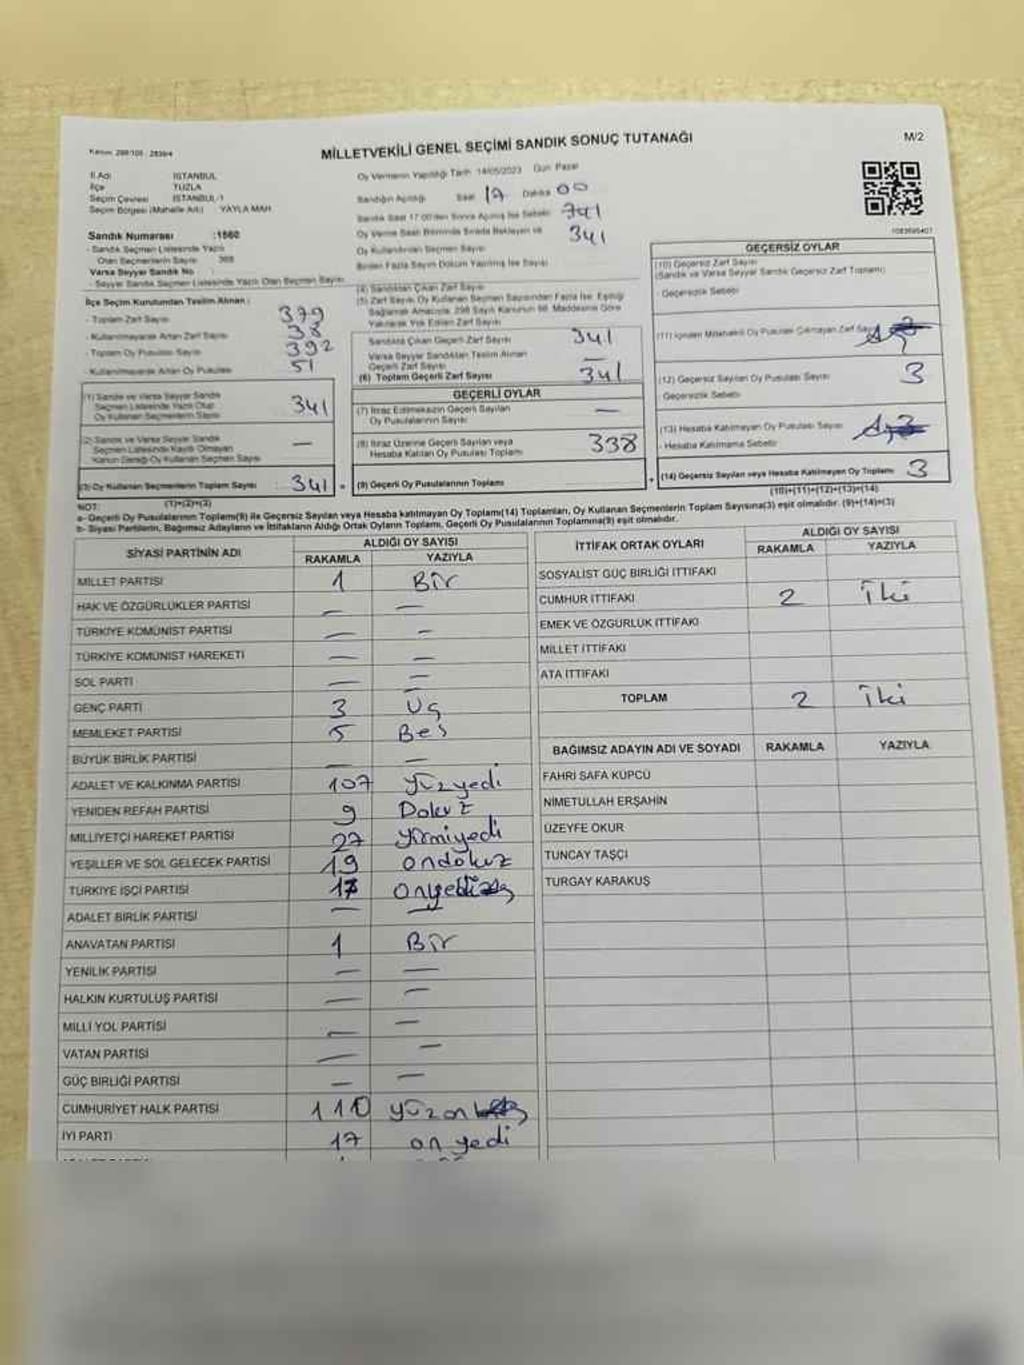 Kanun: 298/105 - 2839/4
MİLLETVEKİLİ GENEL SEÇİMİ SANDIK SONUÇ TUTANAĞI
M/2
İl Adı İSTANBUL
İlçe TUZLA
Seçim Çevresi İSTANBUL-1
Seçim Bölgesi (Mahalle Adı) YAYLA MAH
Oy Vermenin Yapıldığı Tarih 14/05/2023 Gün Pazar
Sandığın Açıldığı Saat 17 Dakika 00
Sandık Saat 17:00'den Sonra Açılmış İse Sebebi
341
Oy Kullandırılan Seçmen Sayısı
Birden Fazla Sayım Döküm Yapılmış İse Sayısı
Sandık Numarası :1560
- Sandık Seçmen Listesinde Yazılı
Olan Seçmenlerin Sayısı
Varsa Seyyar Sandık No
- Seyyar Sandık Seçmen Listesinde Yazılı Olan Seçmen Sayısı
İlçe Seçim Kurulundan Teslim Alınan:
- Toplam Zarf Sayısı 379
- Kullanılmayarak Artan Zarf Sayısı 38
- Toplam Oy Pusulası Sayısı 392
- Kullanılmayarak Artan Oy Pusulası 51
(1) Sandık ve Varsa Seyyar Sandık
Seçmen Listesinde Yazılı Olup
Oy Kullanan Seçmenlerin Sayısı 341
(2) Sandık ve Varsa Seyyar Sandık
Seçmen Listesinde Kayıtlı Olmayan
Kanun Gereği Oy Kullanan Seçmen Sayısı —
(3) Oy Kullanan Seçmenlerin Toplam Sayısı : 341 =
(1)+(2)=(3)
(4) Sandıktan Çıkan Zarf Sayısı
(5) Zarf Sayısı Oy Kullanan Seçmen Sayısından Fazla İse, Eşitliği
Sağlamak Amacıyla, 298 Sayılı Kanunun 98. Maddesine Göre
Yakılarak Yok Edilen Zarf Sayısı
Sandıkta Çıkan Geçerli Zarf Sayısı 341
Varsa Seyyar Sandıktan Teslim Alınan
Geçerli Zarf Sayısı —
(6) Toplam Geçerli Zarf Sayısı 341
GEÇERLİ OYLAR
(7) İtiraz Edilmeksizin Geçerli Sayılan
Oy Pusulaları Toplamı —
(8) İtiraz Üzerine Geçerli Sayılan veya
Hesaba Katılan Oy Pusulası Toplamı 338
(9) Geçerli Oy Pusulalarının Toplamı +
GEÇERSİZ OYLAR
(10) Geçersiz Zarf Sayısı
(Sandık ve Varsa Seyyar Sandık Geçersiz Zarf Toplamı)
- Geçersizlik Sebebi
(11) İçinden Milletvekili Oy Pusulası Çıkmayan Zarf Sayısı
(12) Geçersiz Sayılan Oy Pusulası Sayısı 3
Geçersizlik Sebebi
(13) Hesaba Katılmayan Oy Pusulası Sayısı
- Hesaba Katılmama Sebebi
(14) Geçersiz Sayılan veya Hesaba Katılmayan Oy Toplamı 3
(10)+(11)+(12)+(13)=(14)
NOT:
a- Geçerli Oy Pusulalarının Toplamı(9) ile Geçersiz Sayılan veya Hesaba katılmayan Oy Toplamı(14) Toplamları, Oy Kullanan Seçmenlerin Toplam Sayısına(3) eşit olmalıdır. (9)+(14)=(3)
b- Siyasi Partilerin, Bağımsız Adayların ve İttifakların Aldığı Ortak Oyların Toplamı, Geçerli Oy Pusulalarının Toplamına(9) eşit olmalıdır.
SİYASİ PARTİNİN ADI ALDIĞI OY SAYISI
RAKAMLA YAZIYLA
MİLLET PARTİSİ 1 Bir
HAK VE ÖZGÜRLÜKLER PARTİSİ — —
TÜRKİYE KOMÜNİST PARTİSİ — —
TÜRKİYE KOMÜNİST HAREKETİ — —
SOL PARTİ — —
GENÇ PARTİ 3 Üç
MEMLEKET PARTİSİ 5 Beş
BÜYÜK BİRLİK PARTİSİ — —
ADALET VE KALKINMA PARTİSİ 107 yüzyedi
YENİDEN REFAH PARTİSİ 9 Dokuz
MİLLİYETÇİ HAREKET PARTİSİ 27 yirmiyedi
YEŞİLLER VE SOL GELECEK PARTİSİ 19 ondokuz
TÜRKİYE İŞÇİ PARTİSİ 17 onyedi
ADALET BİRLİK PARTİSİ — —
ANAVATAN PARTİSİ 1 Bir
YENİLİK PARTİSİ — —
HALKIN KURTULUŞ PARTİSİ — —
MİLLİ YOL PARTİSİ — —
VATAN PARTİSİ — —
GÜÇ BİRLİĞİ PARTİSİ — —
CUMHURİYET HALK PARTİSİ 110 yüz on
İYİ PARTİ 17 on yedi
İTTİFAK ORTAK OYLARI ALDIĞI OY SAYISI
RAKAMLA YAZIYLA
SOSYALİST GÜÇ BİRLİĞİ İTTİFAKI
CUMHUR İTTİFAKI 2 İki
EMEK VE ÖZGÜRLÜK İTTİFAKI
MİLLET İTTİFAKI
ATA İTTİFAKI
TOPLAM 2 İki
BAĞIMSIZ ADAYIN ADI VE SOYADI RAKAMLA YAZIYLA
FAHRİ SAFA KÜPCÜ
NİMETULLAH ERŞAHİN
ÜZEYFE OKUR
TUNCAY TAŞÇI
TURGAY KARAKUŞ